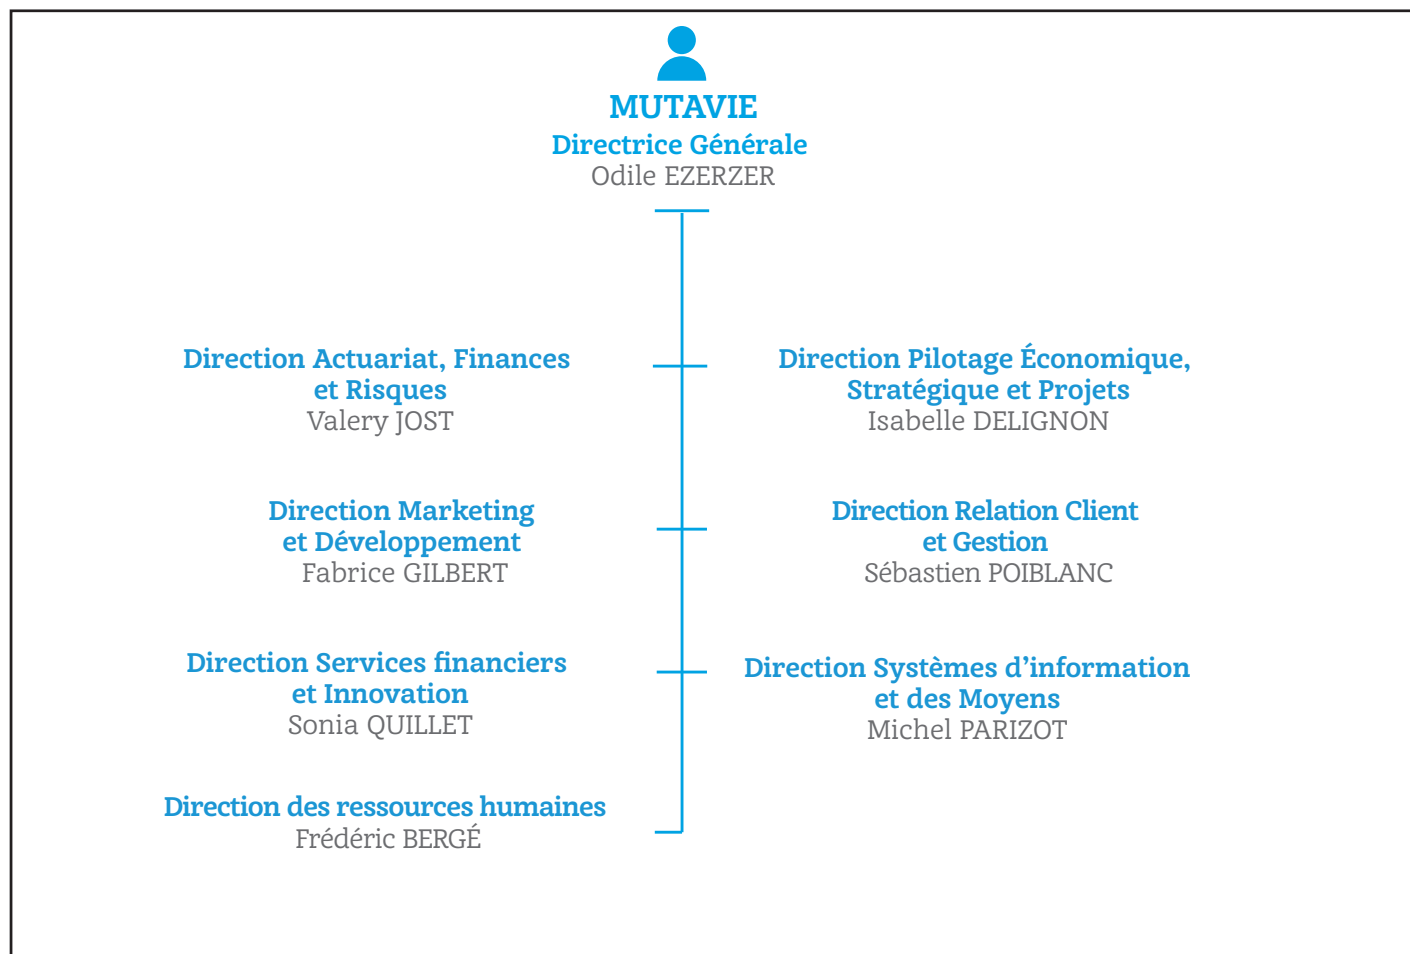 MUTAVIE
Directrice Générale
Odile EZERZER
Direction Actuariat, Finances
et Risques
Valery JOST
Direction Pilotage Économique,
Stratégique et Projets
Isabelle DELIGNON
Direction Marketing
et Développement
Fabrice GILBERT
Direction Relation Client
et Gestion
Sébastien POIBLANC
Direction Services financiers
et Innovation
Sonia QUILLET
Direction Systèmes d’information
et des Moyens
Michel PARIZOT
Direction des ressources humaines
Frédéric BERGÉ